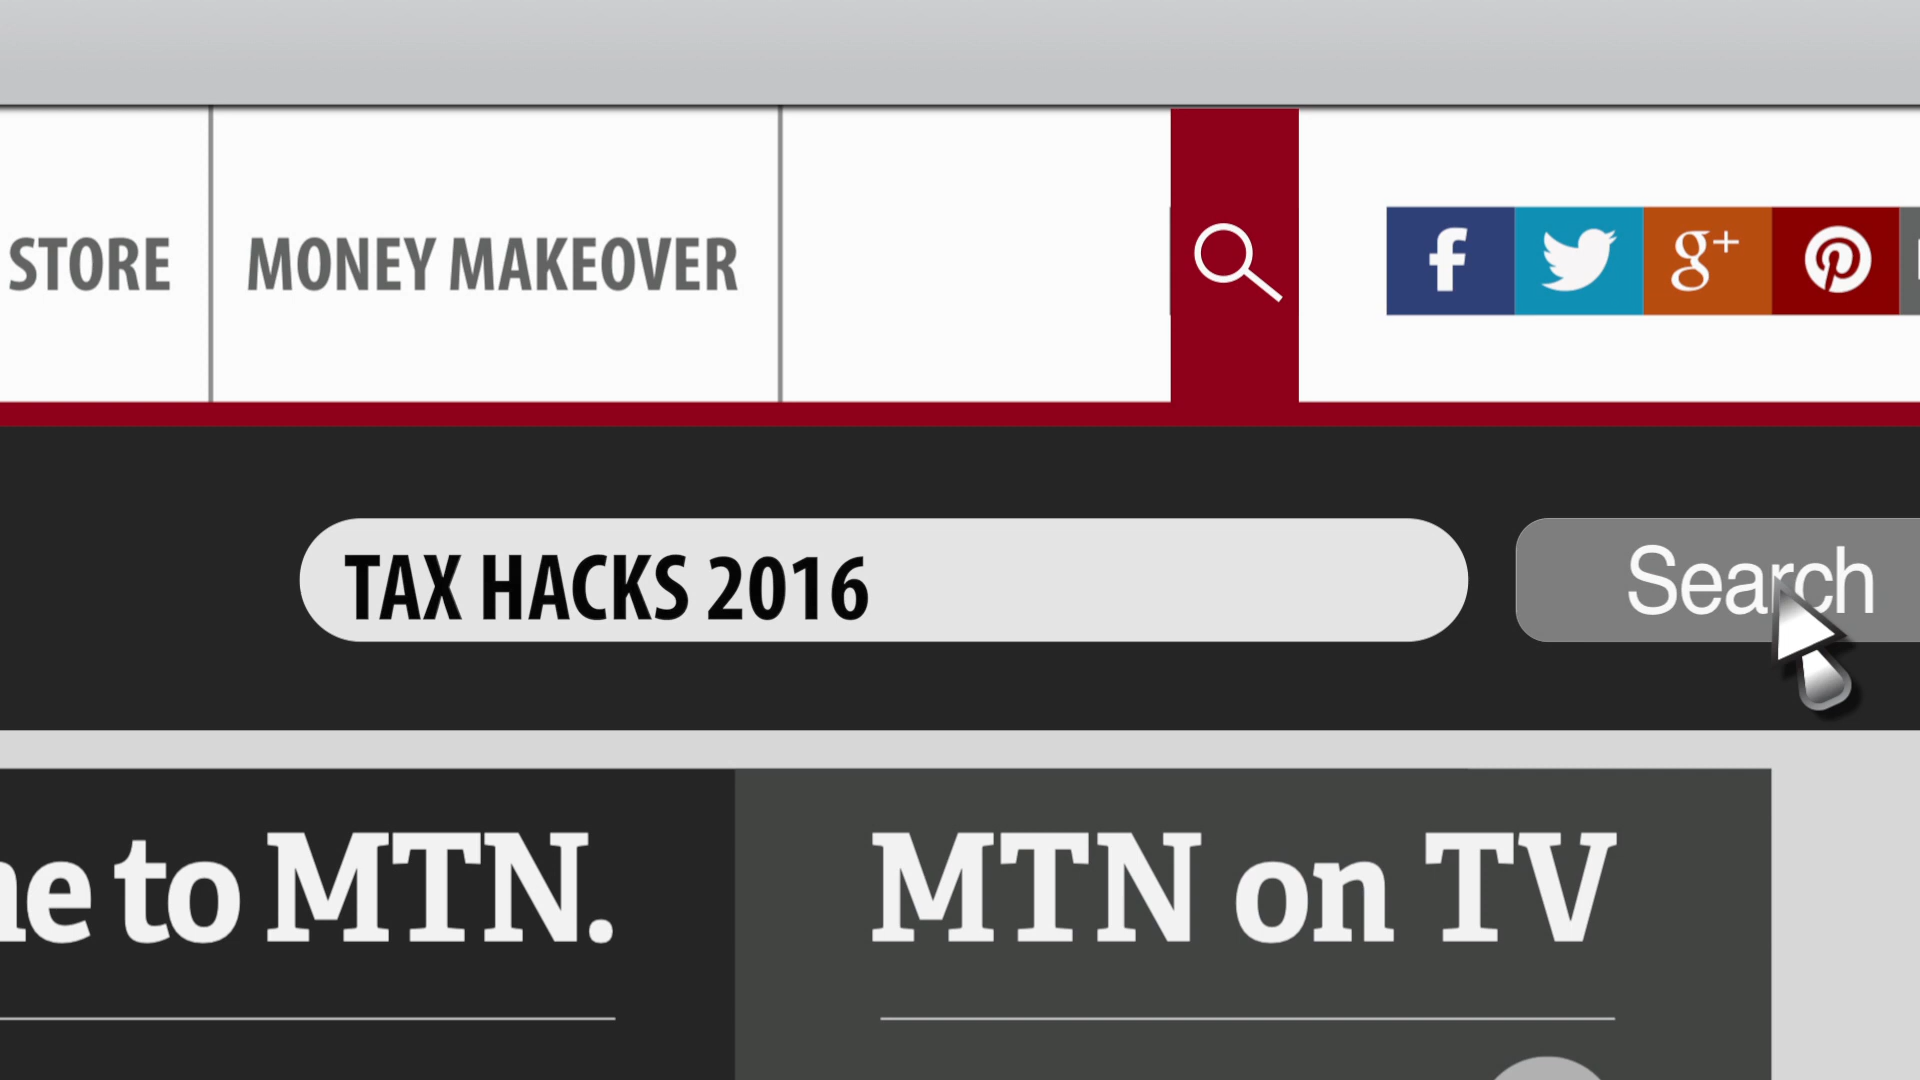 STORE
MONEY MAKEOVER
f
g+
TAX HACKS 2016
Search
e to MTN.
MTN on TV